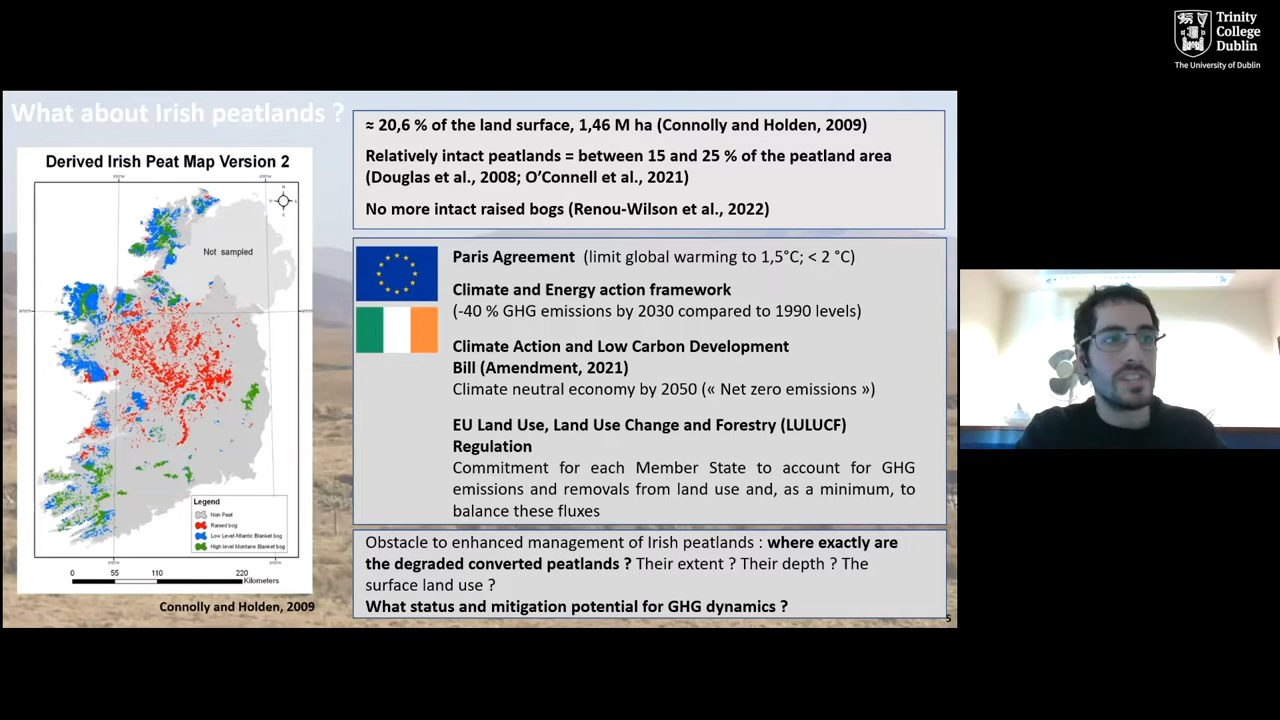 Trinity
College
Dublin
The University of Dublin
What about Irish peatlands ?
Derived Irish Peat Map Version 2
Not sampled
Legend
Non Peat
Raised bog
Low Level Atlantic Blanket bog
High level Montane Blanket bog
0 55 110 220
Kilometers
Connolly and Holden, 2009
≈ 20,6 % of the land surface, 1,46 M ha (Connolly and Holden, 2009)
Relatively intact peatlands = between 15 and 25 % of the peatland area
(Douglas et al., 2008; O’Connell et al., 2021)
No more intact raised bogs (Renou-Wilson et al., 2022)
Paris Agreement (limit global warming to 1,5°C; < 2 °C)
Climate and Energy action framework
(-40 % GHG emissions by 2030 compared to 1990 levels)
Climate Action and Low Carbon Development
Bill (Amendment, 2021)
Climate neutral economy by 2050 (« Net zero emissions »)
EU Land Use, Land Use Change and Forestry (LULUCF)
Regulation
Commitment for each Member State to account for GHG
emissions and removals from land use and, as a minimum, to
balance these fluxes
Obstacle to enhanced management of Irish peatlands : where exactly are
the degraded converted peatlands ? Their extent ? Their depth ? The
surface land use ?
What status and mitigation potential for GHG dynamics ?
5